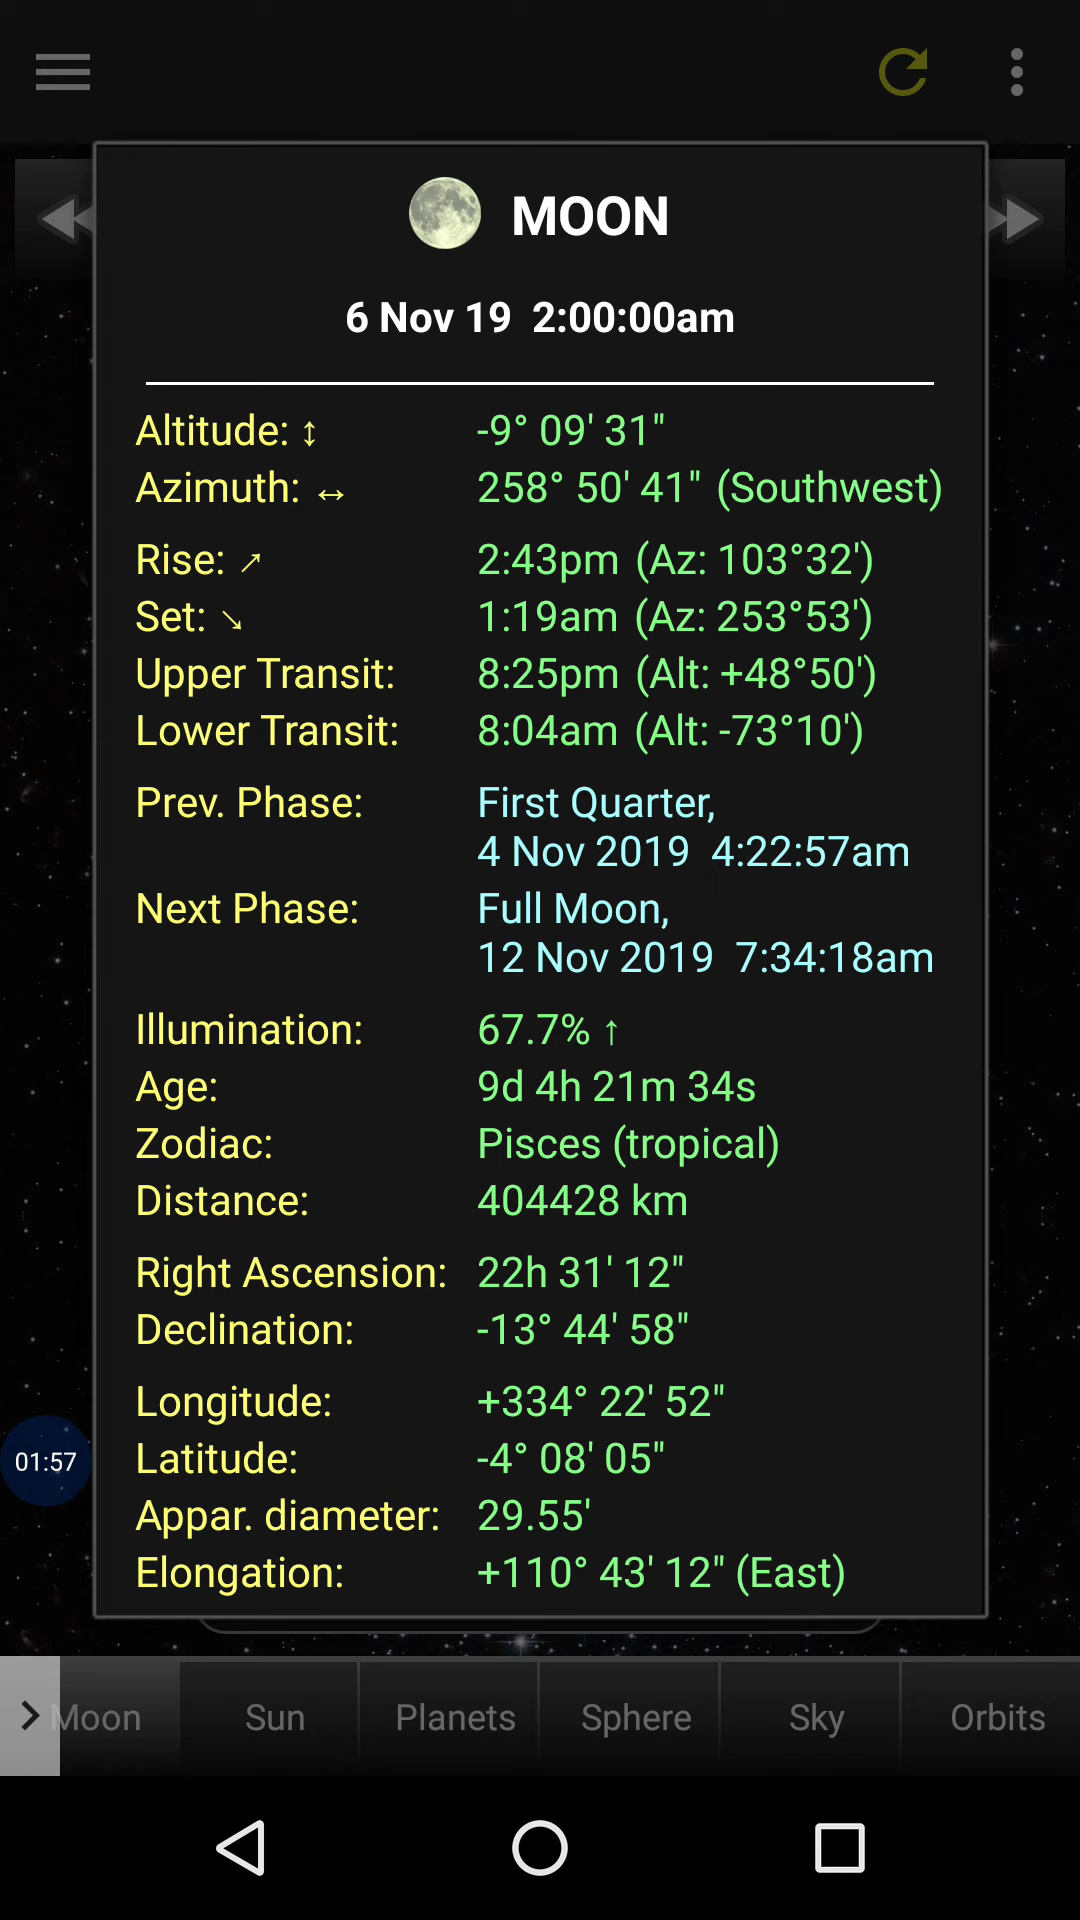 MOON
6 Nov 19  2:00:00am
Altitude: ↕ -9° 09' 31"
Azimuth: ↔ 258° 50' 41" (Southwest)
Rise: ↗ 2:43pm (Az: 103°32')
Set: ↘ 1:19am (Az: 253°53')
Upper Transit: 8:25pm (Alt: +48°50')
Lower Transit: 8:04am (Alt: -73°10')
Prev. Phase: First Quarter,
4 Nov 2019  4:22:57am
Next Phase: Full Moon,
12 Nov 2019  7:34:18am
Illumination: 67.7% ↑
Age: 9d 4h 21m 34s
Zodiac: Pisces (tropical)
Distance: 404428 km
Right Ascension: 22h 31' 12"
Declination: -13° 44' 58"
Longitude: +334° 22' 52"
01:57
Latitude: -4° 08' 05"
Appar. diameter: 29.55'
Elongation: +110° 43' 12" (East)
Moon Sun Planets Sphere Sky Orbits